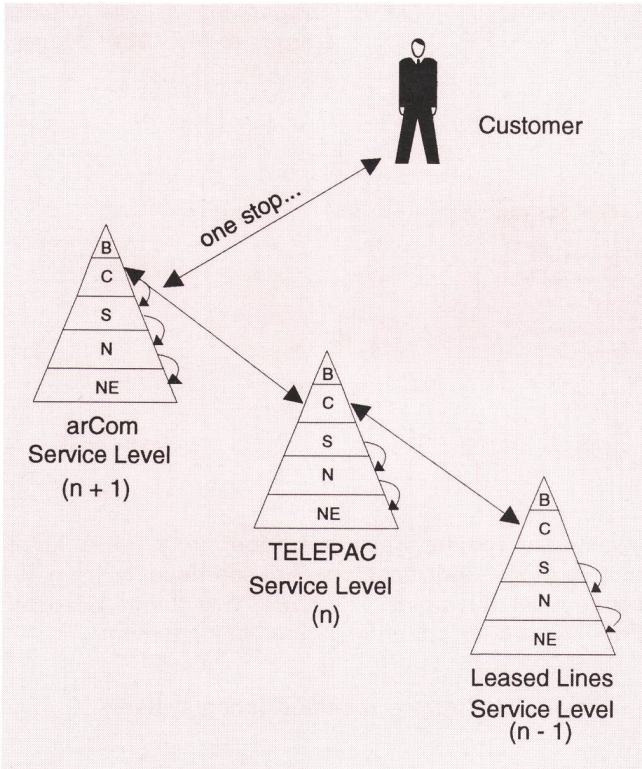 Customer
one stop...
B
C
S
N
NE
arCom
Service Level
(n + 1)
B
C
S
N
NE
TELEPAC
Service Level
(n)
B
C
S
N
NE
Leased Lines
Service Level
(n - 1)